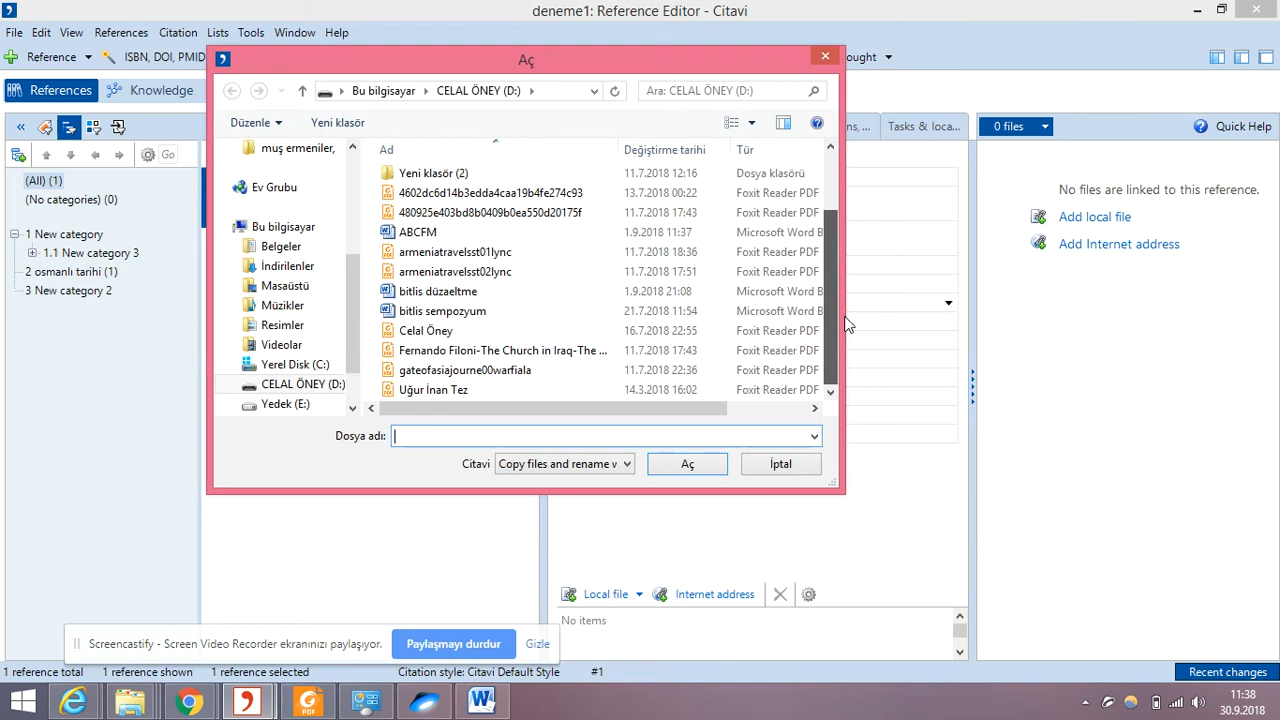 deneme1: Reference Editor - Citavi
File Edit View References Citation Lists Tools Window Help
Reference ISBN, DOI, PMID
ought
References Knowledge
Aç
Bu bilgisayar CELAL ÖNEY (D:)
Ara: CELAL ÖNEY (D:)
Düzenle Yeni klasör
Go
(All) (1)
(No categories) (0)
1 New category
1.1 New category 3
2 osmanlı tarihi (1)
3 New category 2
muş ermeniler,
Ev Grubu
Bu bilgisayar
Belgeler
İndirilenler
Masaüstü
Müzikler
Resimler
Videolar
Yerel Disk (C:)
CELAL ÖNEY (D:)
Yedek (E:)
Ad Değiştirme tarihi Tür
Yeni klasör (2) 11.7.2018 12:16 Dosya klasörü
4602dc6d14b3edda4caa19b4fe274c93 13.7.2018 00:22 Foxit Reader PDF
480925e403bd8b0409b0ea550d20175f 11.7.2018 17:43 Foxit Reader PDF
ABCFM 1.9.2018 11:37 Microsoft Word B
armeniatravelsst01lync 11.7.2018 18:36 Foxit Reader PDF
armeniatravelsst02lync 11.7.2018 17:51 Foxit Reader PDF
bitlis düzaeltme 1.9.2018 21:08 Microsoft Word B
bitlis sempozyum 21.7.2018 11:54 Microsoft Word B
Celal Öney 16.7.2018 22:55 Foxit Reader PDF
Fernando Filoni-The Church in Iraq-The ... 11.7.2018 17:43 Foxit Reader PDF
gateofasiajourne00warfiala 11.7.2018 22:36 Foxit Reader PDF
Uğur İnan Tez 14.3.2018 16:02 Foxit Reader PDF
Dosya adı:
Citavi Copy files and rename v Aç İptal
ns, ... Tasks & loca...
0 files Quick Help
No files are linked to this reference.
Add local file
Add Internet address
Local file Internet address
No items
Screencastify - Screen Video Recorder ekranınızı paylaşıyor. Paylaşmayı durdur Gizle
1 reference total 1 reference shown 1 reference selected Citation style: Citavi Default Style #1 Recent changes
11:38
30.9.2018